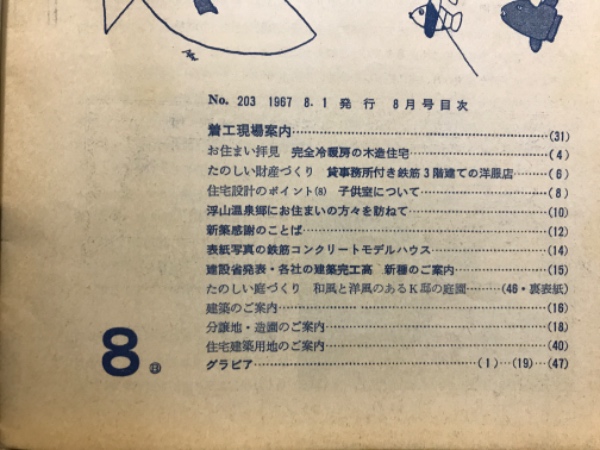 No. 203 1967 8. 1 発行 8月号目次
着工現場案内……(31)
お住まい拝見 完全冷暖房の木造住宅……(4)
たのしい財産づくり 貸事務所付き鉄筋3階建ての洋服店……(6)
住宅設計のポイント(8) 子供室について……(8)
浮山温泉郷にお住まいの方々を訪ねて……(10)
新築感謝のことば……(12)
表紙写真の鉄筋コンクリートモデルハウス……(14)
建設省発表・各社の建築完工高 新種のご案内……(15)
たのしい庭づくり 和風と洋風のあるK邸の庭園……(46・裏表紙)
建築のご案内……(16)
分譲地・造園のご案内……(18)
住宅建築用地のご案内……(40)
グラビア……(1)…(19)…(47)
8